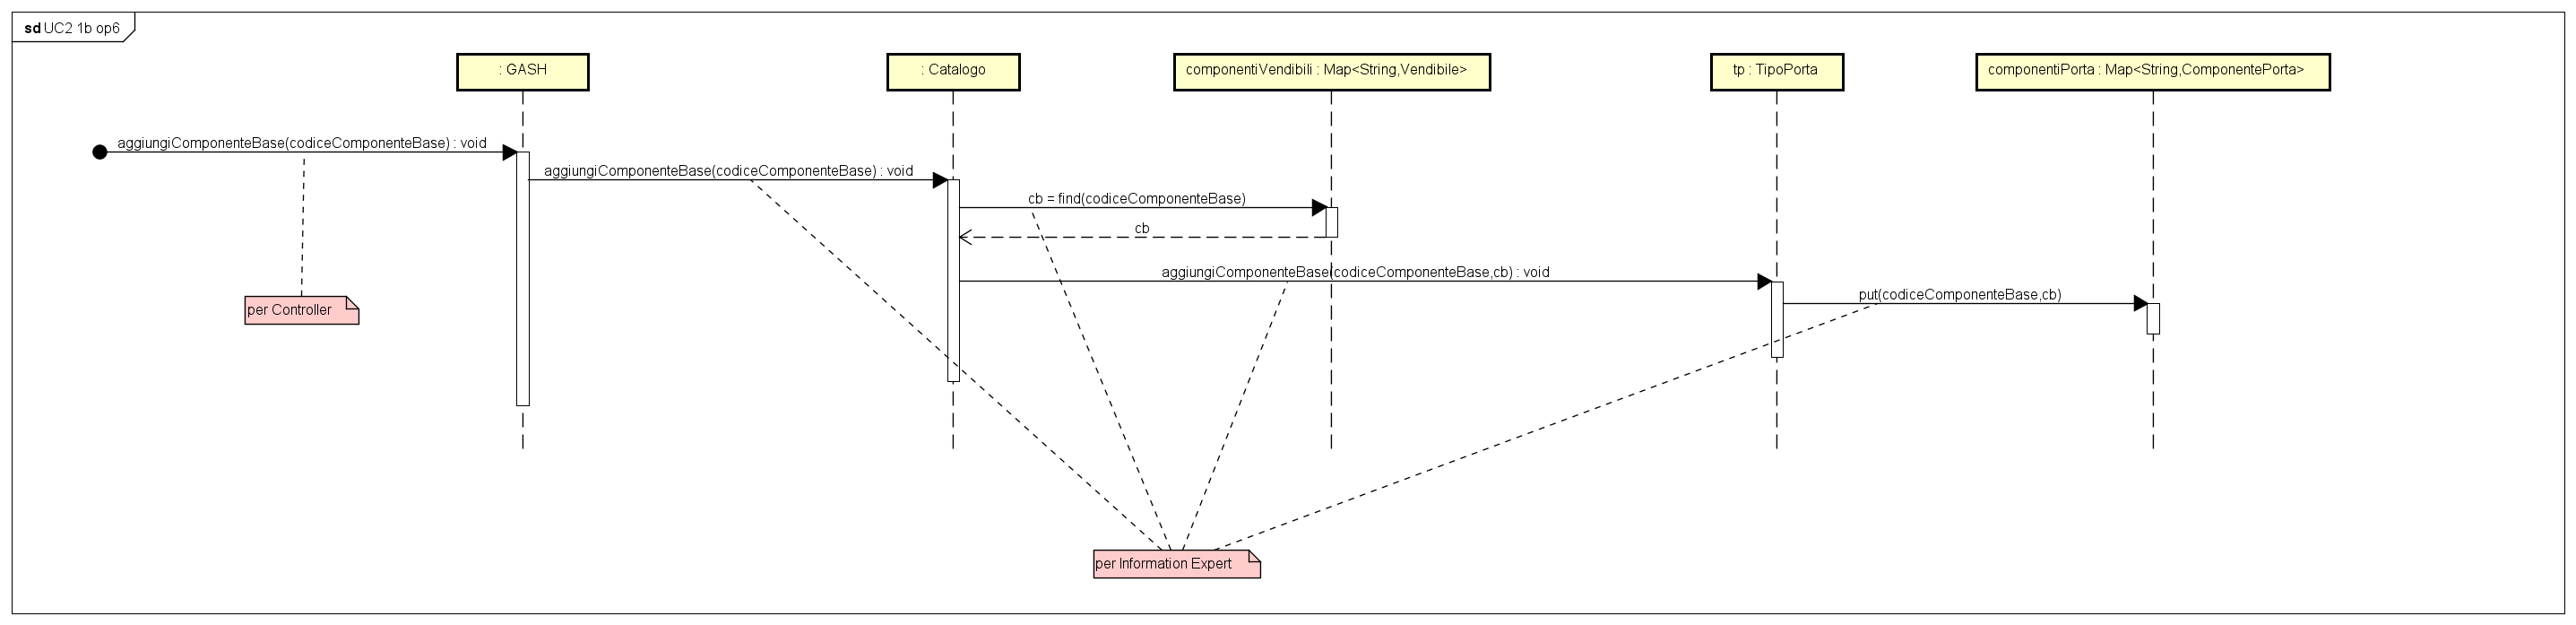 sd UC2 1b op6
: GASH
: Catalogo
componentiVendibili : Map<String,Vendibile>
tp : TipoPorta
componentiPorta : Map<String,ComponentePorta>
aggiungiComponenteBase(codiceComponenteBase) : void
aggiungiComponenteBase(codiceComponenteBase) : void
cb = find(codiceComponenteBase)
cb
aggiungiComponenteBase(codiceComponenteBase,cb) : void
put(codiceComponenteBase,cb)
per Controller
per Information Expert